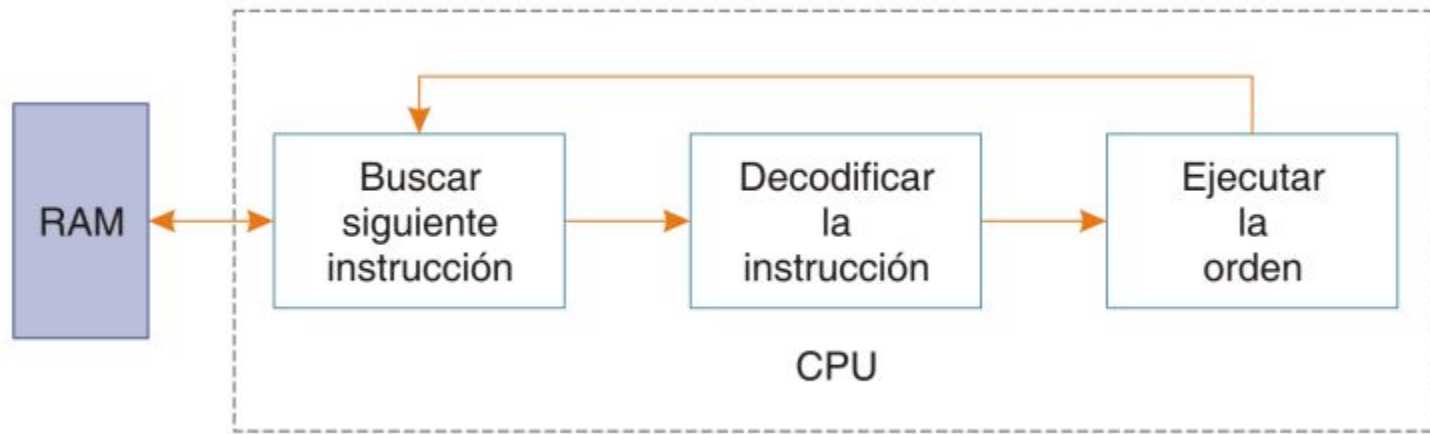 RAM
Buscar
siguiente
instrucción
Decodificar
la
instrucción
Ejecutar
la
orden
CPU